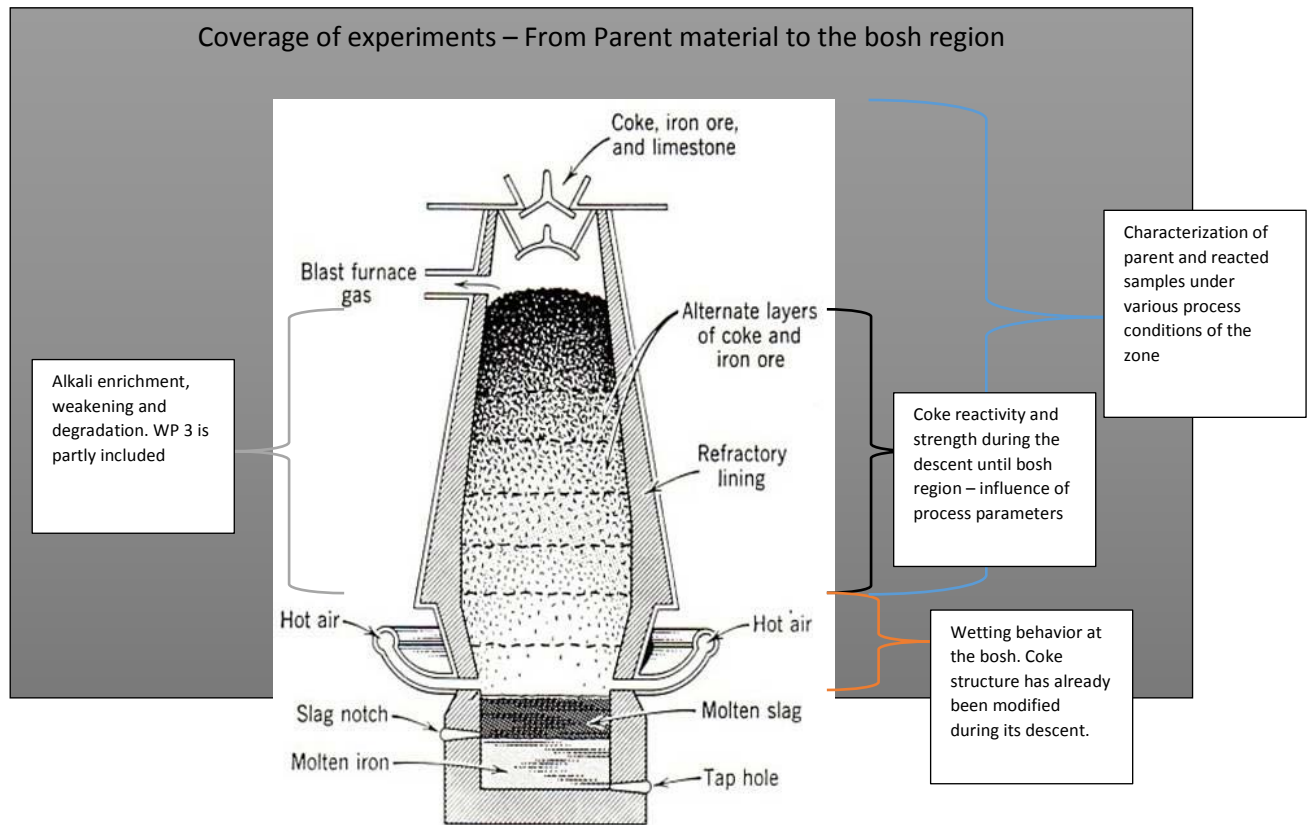 Coverage of experiments – From Parent material to the bosh region
Coke, iron ore,
and limestone
Blast furnace
gas
Alternate layers
of coke and
iron ore
Refractory
lining
Hot air
Hot air
Slag notch
Molten slag
Molten iron
Tap hole
Alkali enrichment,
weakening and
degradation. WP 3 is
partly included
Characterization of
parent and reacted
samples under
various process
conditions of the
zone
Coke reactivity and
strength during the
descent until bosh
region – influence of
process parameters
Wetting behavior at
the bosh. Coke
structure has already
been modified
during its descent.